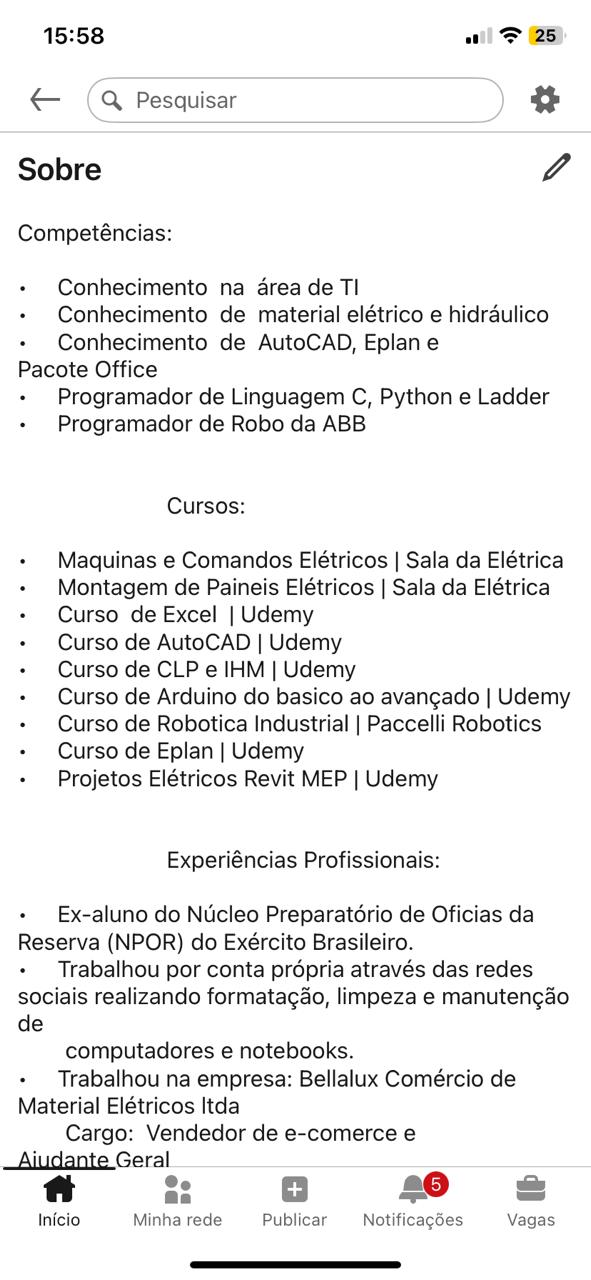 15:58
25
Pesquisar
Sobre
Competências:
• Conhecimento na área de TI
• Conhecimento de material elétrico e hidráulico
• Conhecimento de AutoCAD, Eplan e
Pacote Office
• Programador de Linguagem C, Python e Ladder
• Programador de Robo da ABB
Cursos:
• Maquinas e Comandos Elétricos | Sala da Elétrica
• Montagem de Paineis Elétricos | Sala da Elétrica
• Curso de Excel | Udemy
• Curso de AutoCAD | Udemy
• Curso de CLP e IHM | Udemy
• Curso de Arduino do basico ao avançado | Udemy
• Curso de Robotica Industrial | Paccelli Robotics
• Curso de Eplan | Udemy
• Projetos Elétricos Revit MEP | Udemy
Experiências Profissionais:
• Ex-aluno do Núcleo Preparatório de Oficias da
Reserva (NPOR) do Exército Brasileiro.
• Trabalhou por conta própria através das redes
sociais realizando formatação, limpeza e manutenção
de
computadores e notebooks.
• Trabalhou na empresa: Bellalux Comércio de
Material Elétricos ltda
Cargo: Vendedor de e-comerce e
Ajudante Geral
5
Início Minha rede Publicar Notificações Vagas